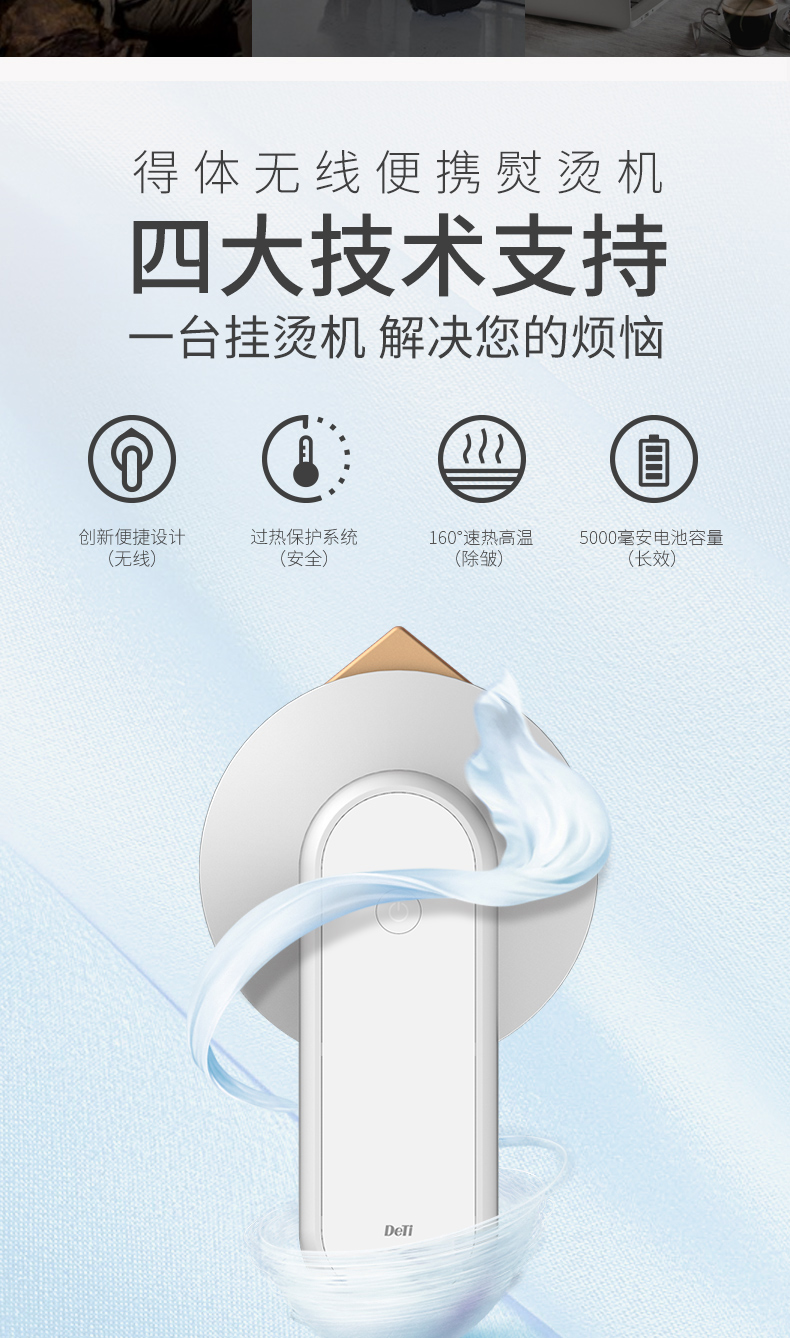 得体无线便携熨烫机
四大技术支持
一台挂烫机 解决您的烦恼
创新便捷设计
（无线）
过热保护系统
（安全）
160°速热高温
（除皱）
5000毫安电池容量
（长效）
DeTi